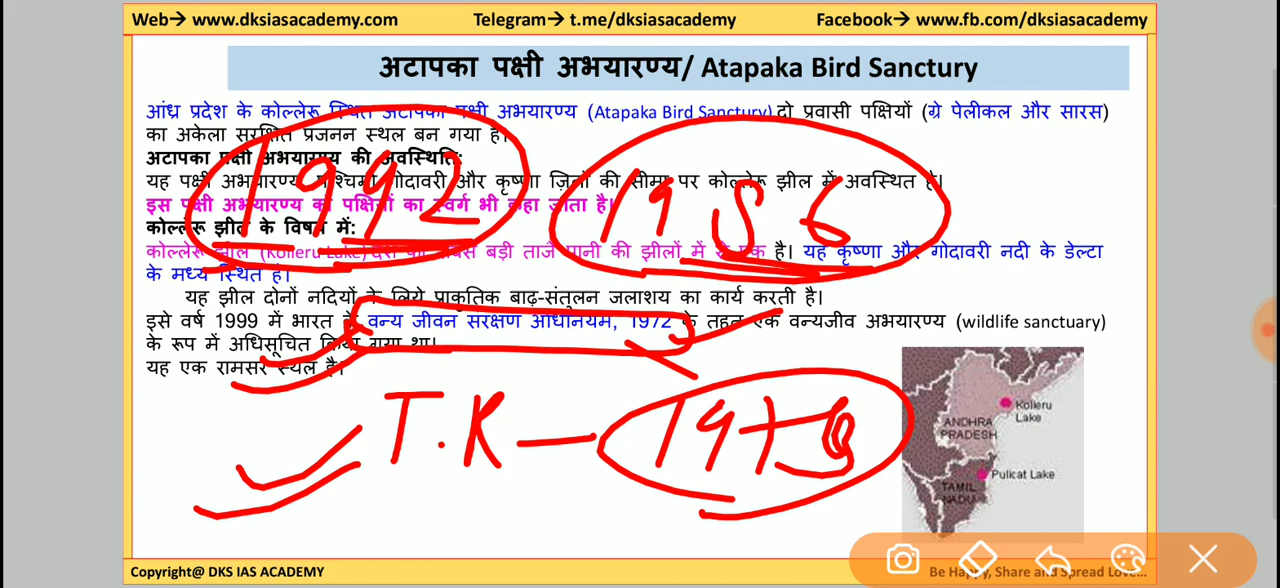 Web→ www.dksiasacademy.com Telegram→ t.me/dksiasacademy Facebook→ www.fb.com/dksiasacademy
अटापका पक्षी अभयारण्य/ Atapaka Bird Sanctury
आंध्र प्रदेश के कोल्लेरू स्थित अटापका पक्षी अभयारण्य (Atapaka Bird Sanctury) दो प्रवासी पक्षियों (ग्रे पेलीकल और सारस)
का अकेला सुरक्षित प्रजनन स्थल बन गया है।
अटापका पक्षी अभयारण्य की अवस्थिति:
यह पक्षी अभयारण्य पश्चिमी गोदावरी और कृष्णा ज़िलों की सीमा पर कोल्लेरू झील में अवस्थित है।
इस पक्षी अभयारण्य को पक्षियों का स्वर्ग भी कहा जाता है।
कोल्लेरू झील के विषय में:
कोल्लेरू झील (Kolleru Lake) देश की सबसे बड़ी ताजे पानी की झीलों में से एक है। यह कृष्णा और गोदावरी नदी के डेल्टा
के मध्य स्थित है।
यह झील दोनों नदियों के लिये प्राकृतिक बाढ़-संतुलन जलाशय का कार्य करती है।
इसे वर्ष 1999 में भारत के वन्य जीवन संरक्षण अधिनियम, 1972 के तहत एक वन्यजीव अभयारण्य (wildlife sanctuary)
के रूप में अधिसूचित किया गया था।
यह एक रामसर स्थल है।
1992
1986
T.R —
Kolleru
Lake
ANDHRA
PRADESH
Pulicat Lake
TAMIL
NADU
Copyright@ DKS IAS ACADEMY Be Happy, Share and Spread Love...